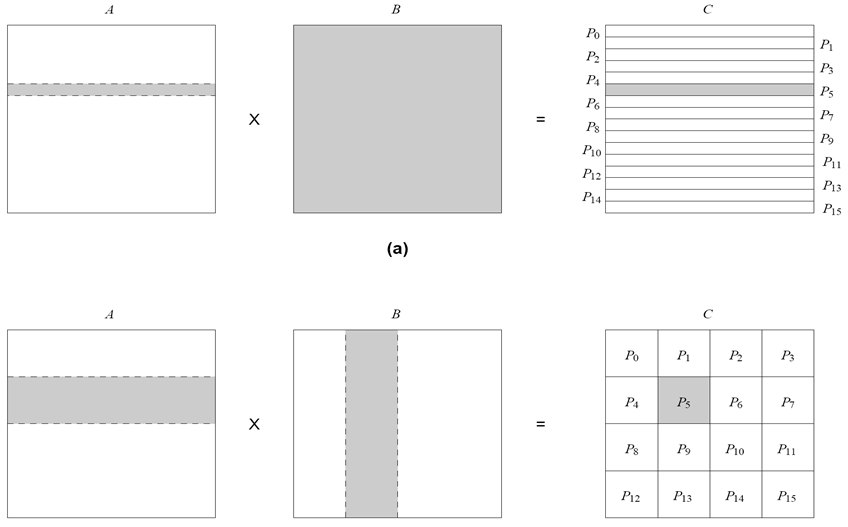 A B C
P0
P1
P2
P3
P4
P5
P6
P7
P8
P9
P10
P11
P12
P13
P14
P15
X =
(a)
A B C
P0 P1 P2 P3
P4 P5 P6 P7
X =
P8 P9 P10 P11
P12 P13 P14 P15